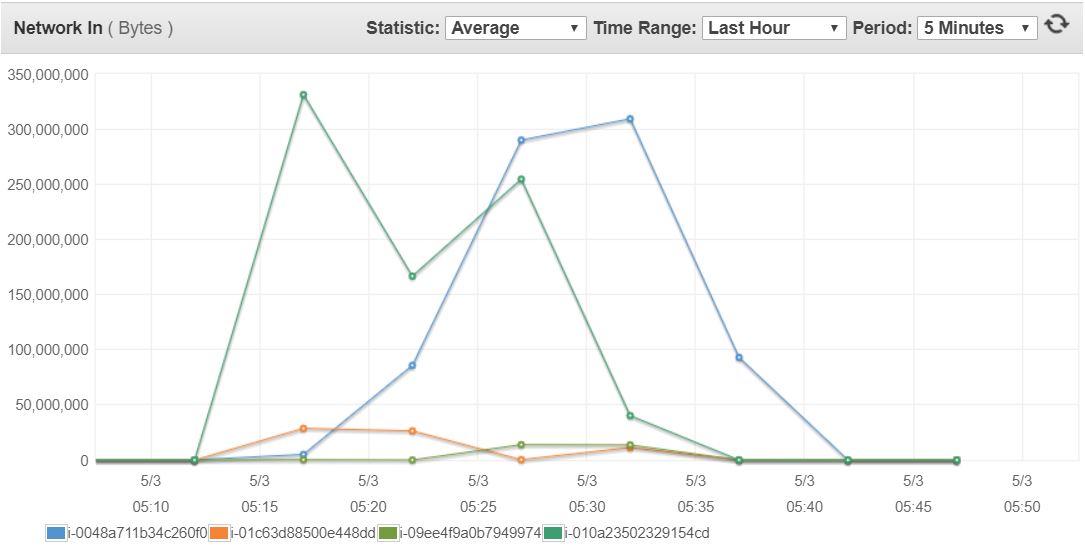 Network In ( Bytes ) Statistic: Average Time Range: Last Hour Period: 5 Minutes
350,000,000
300,000,000
250,000,000
200,000,000
150,000,000
100,000,000
50,000,000
0
5/3 5/3 5/3 5/3 5/3 5/3 5/3 5/3 5/3
05:10 05:15 05:20 05:25 05:30 05:35 05:40 05:45 05:50
i-0048a711b34c260f0 i-01c63d88500e448dd i-09ee4f9a0b7949974 i-010a23502329154cd